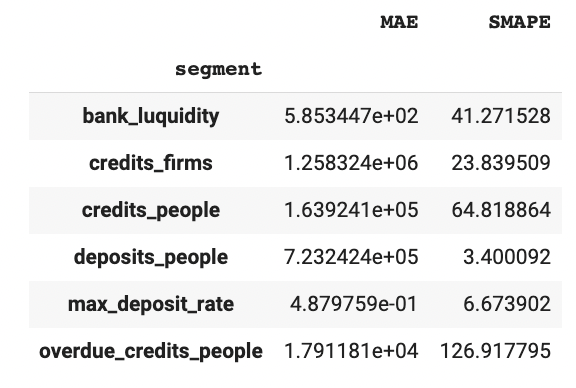 MAE SMAPE
segment
bank_luquidity 5.853447e+02 41.271528
credits_firms 1.258324e+06 23.839509
credits_people 1.639241e+05 64.818864
deposits_people 7.232424e+05 3.400092
max_deposit_rate 4.879759e-01 6.673902
overdue_credits_people 1.791181e+04 126.917795